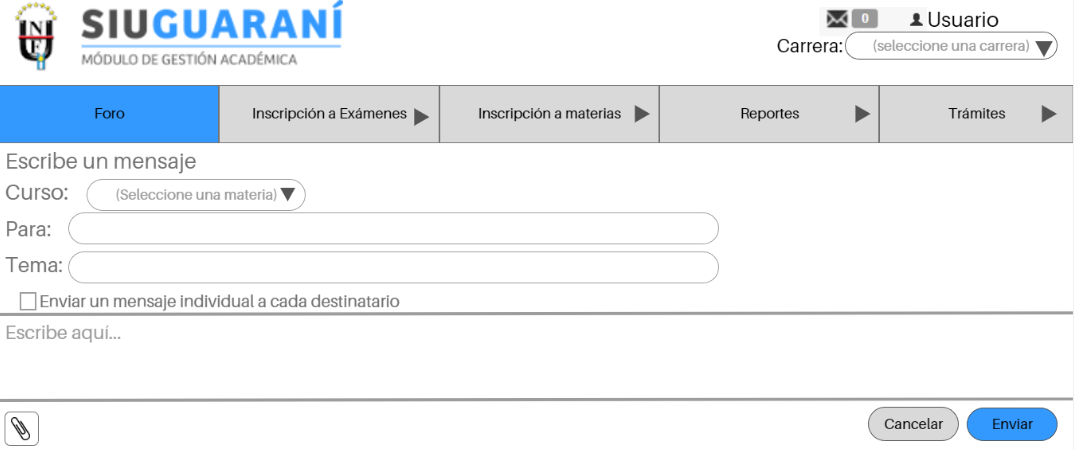 SIUGUARANÍ
MÓDULO DE GESTIÓN ACADÉMICA
0 Usuario
Carrera: (seleccione una carrera)
Foro Inscripción a Exámenes Inscripción a materias Reportes Trámites
Escribe un mensaje
Curso: (Seleccione una materia)
Para:
Tema:
Enviar un mensaje individual a cada destinatario
Escribe aquí...
Cancelar Enviar